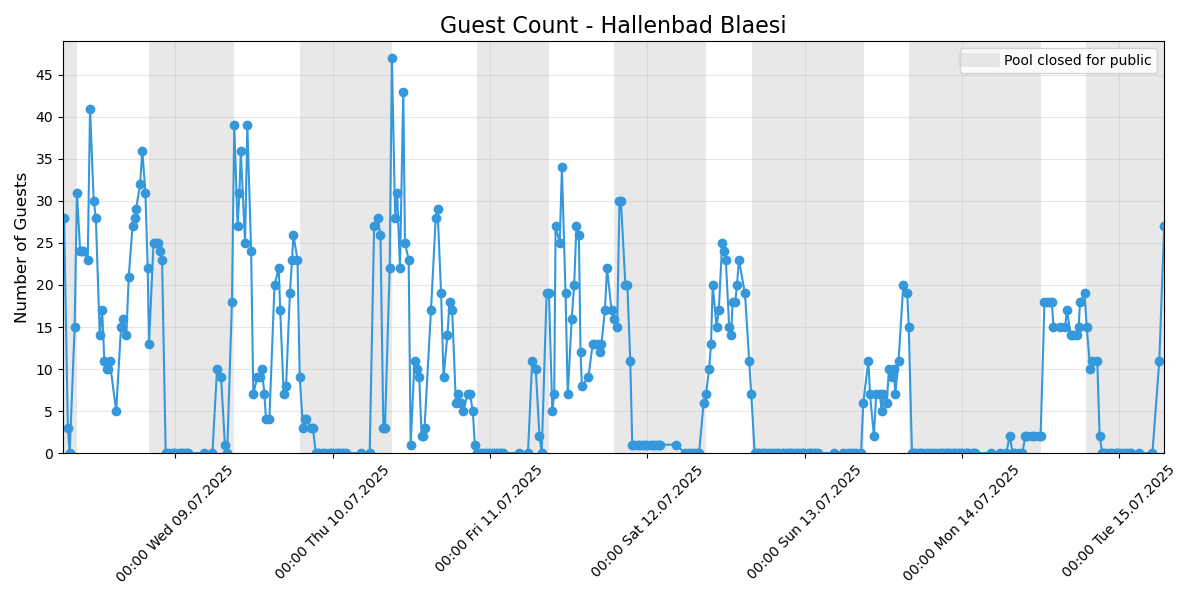 Guest Count - Hallenbad Blaesi
Pool closed for public
Number of Guests
45
40
35
30
25
20
15
10
5
0
00:00 Wed 09.07.2025
00:00 Thu 10.07.2025
00:00 Fri 11.07.2025
00:00 Sat 12.07.2025
00:00 Sun 13.07.2025
00:00 Mon 14.07.2025
00:00 Tue 15.07.2025